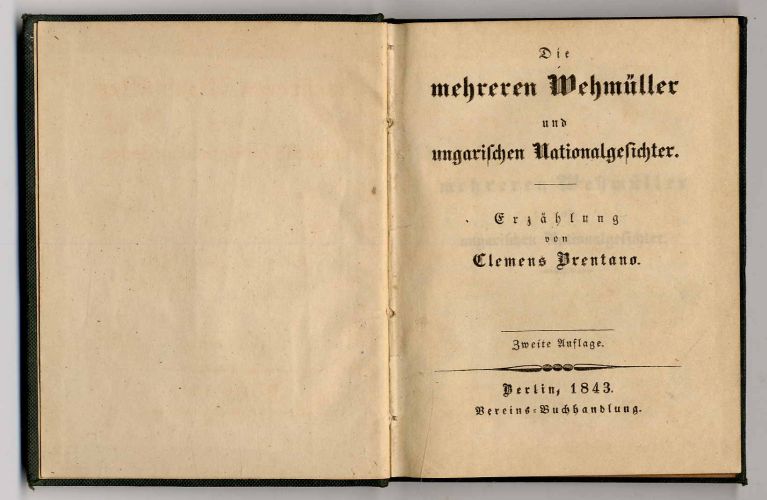 Die
mehreren Wehmüller
und
ungariſchen Nationalgeſichter.
Erzählung
von
Clemens Brentano.
Zweite Auflage.
Berlin, 1843.
Vereins-Buchhandlung.